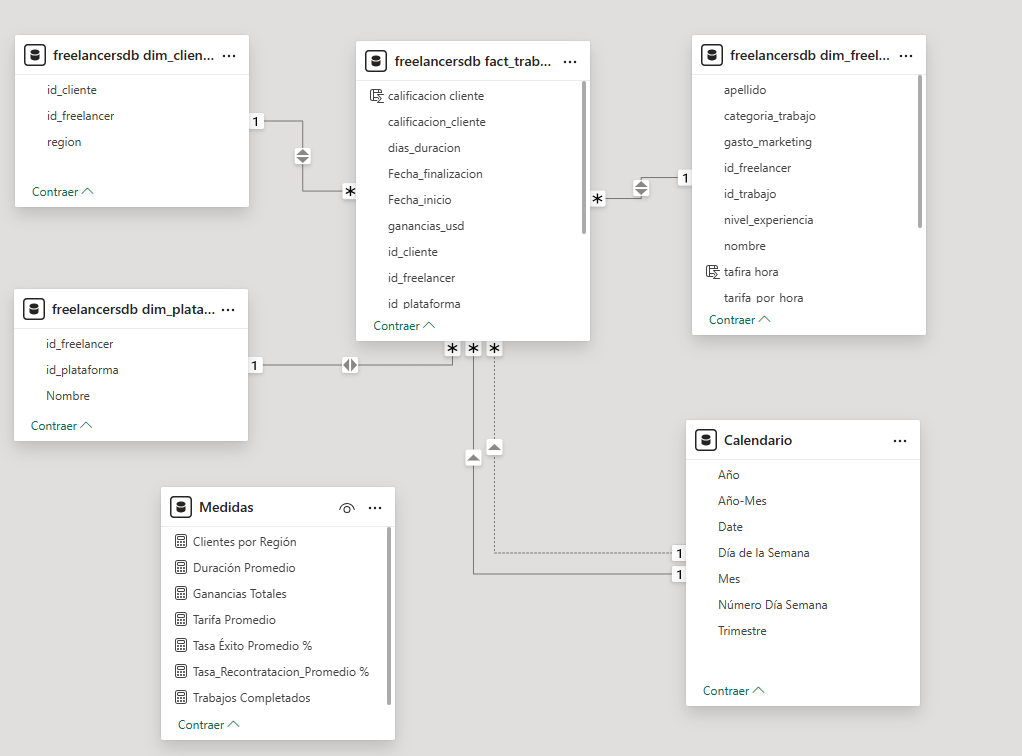 freelancersdb dim_clien... ...
id_cliente
id_freelancer
region
Contraer
freelancersdb fact_trab... ...
calificacion cliente
calificacion_cliente
dias_duracion
Fecha_finalizacion
Fecha_inicio
ganancias_usd
id_cliente
id_freelancer
id_plataforma
Contraer
freelancersdb dim_freel... ...
apellido
categoria_trabajo
gasto_marketing
id_freelancer
id_trabajo
nivel_experiencia
nombre
tafira hora
tarifa_por_hora
Contraer
1
*
*
1
freelancersdb dim_plata... ...
id_freelancer
id_plataforma
Nombre
Contraer
1
* * *
Calendario ...
Año
Año-Mes
Date
Día de la Semana
Mes
Número Día Semana
Trimestre
Contraer
1
1
Medidas ...
Clientes por Región
Duración Promedio
Ganancias Totales
Tarifa Promedio
Tasa Éxito Promedio %
Tasa_Recontratacion_Promedio %
Trabajos Completados
Contraer